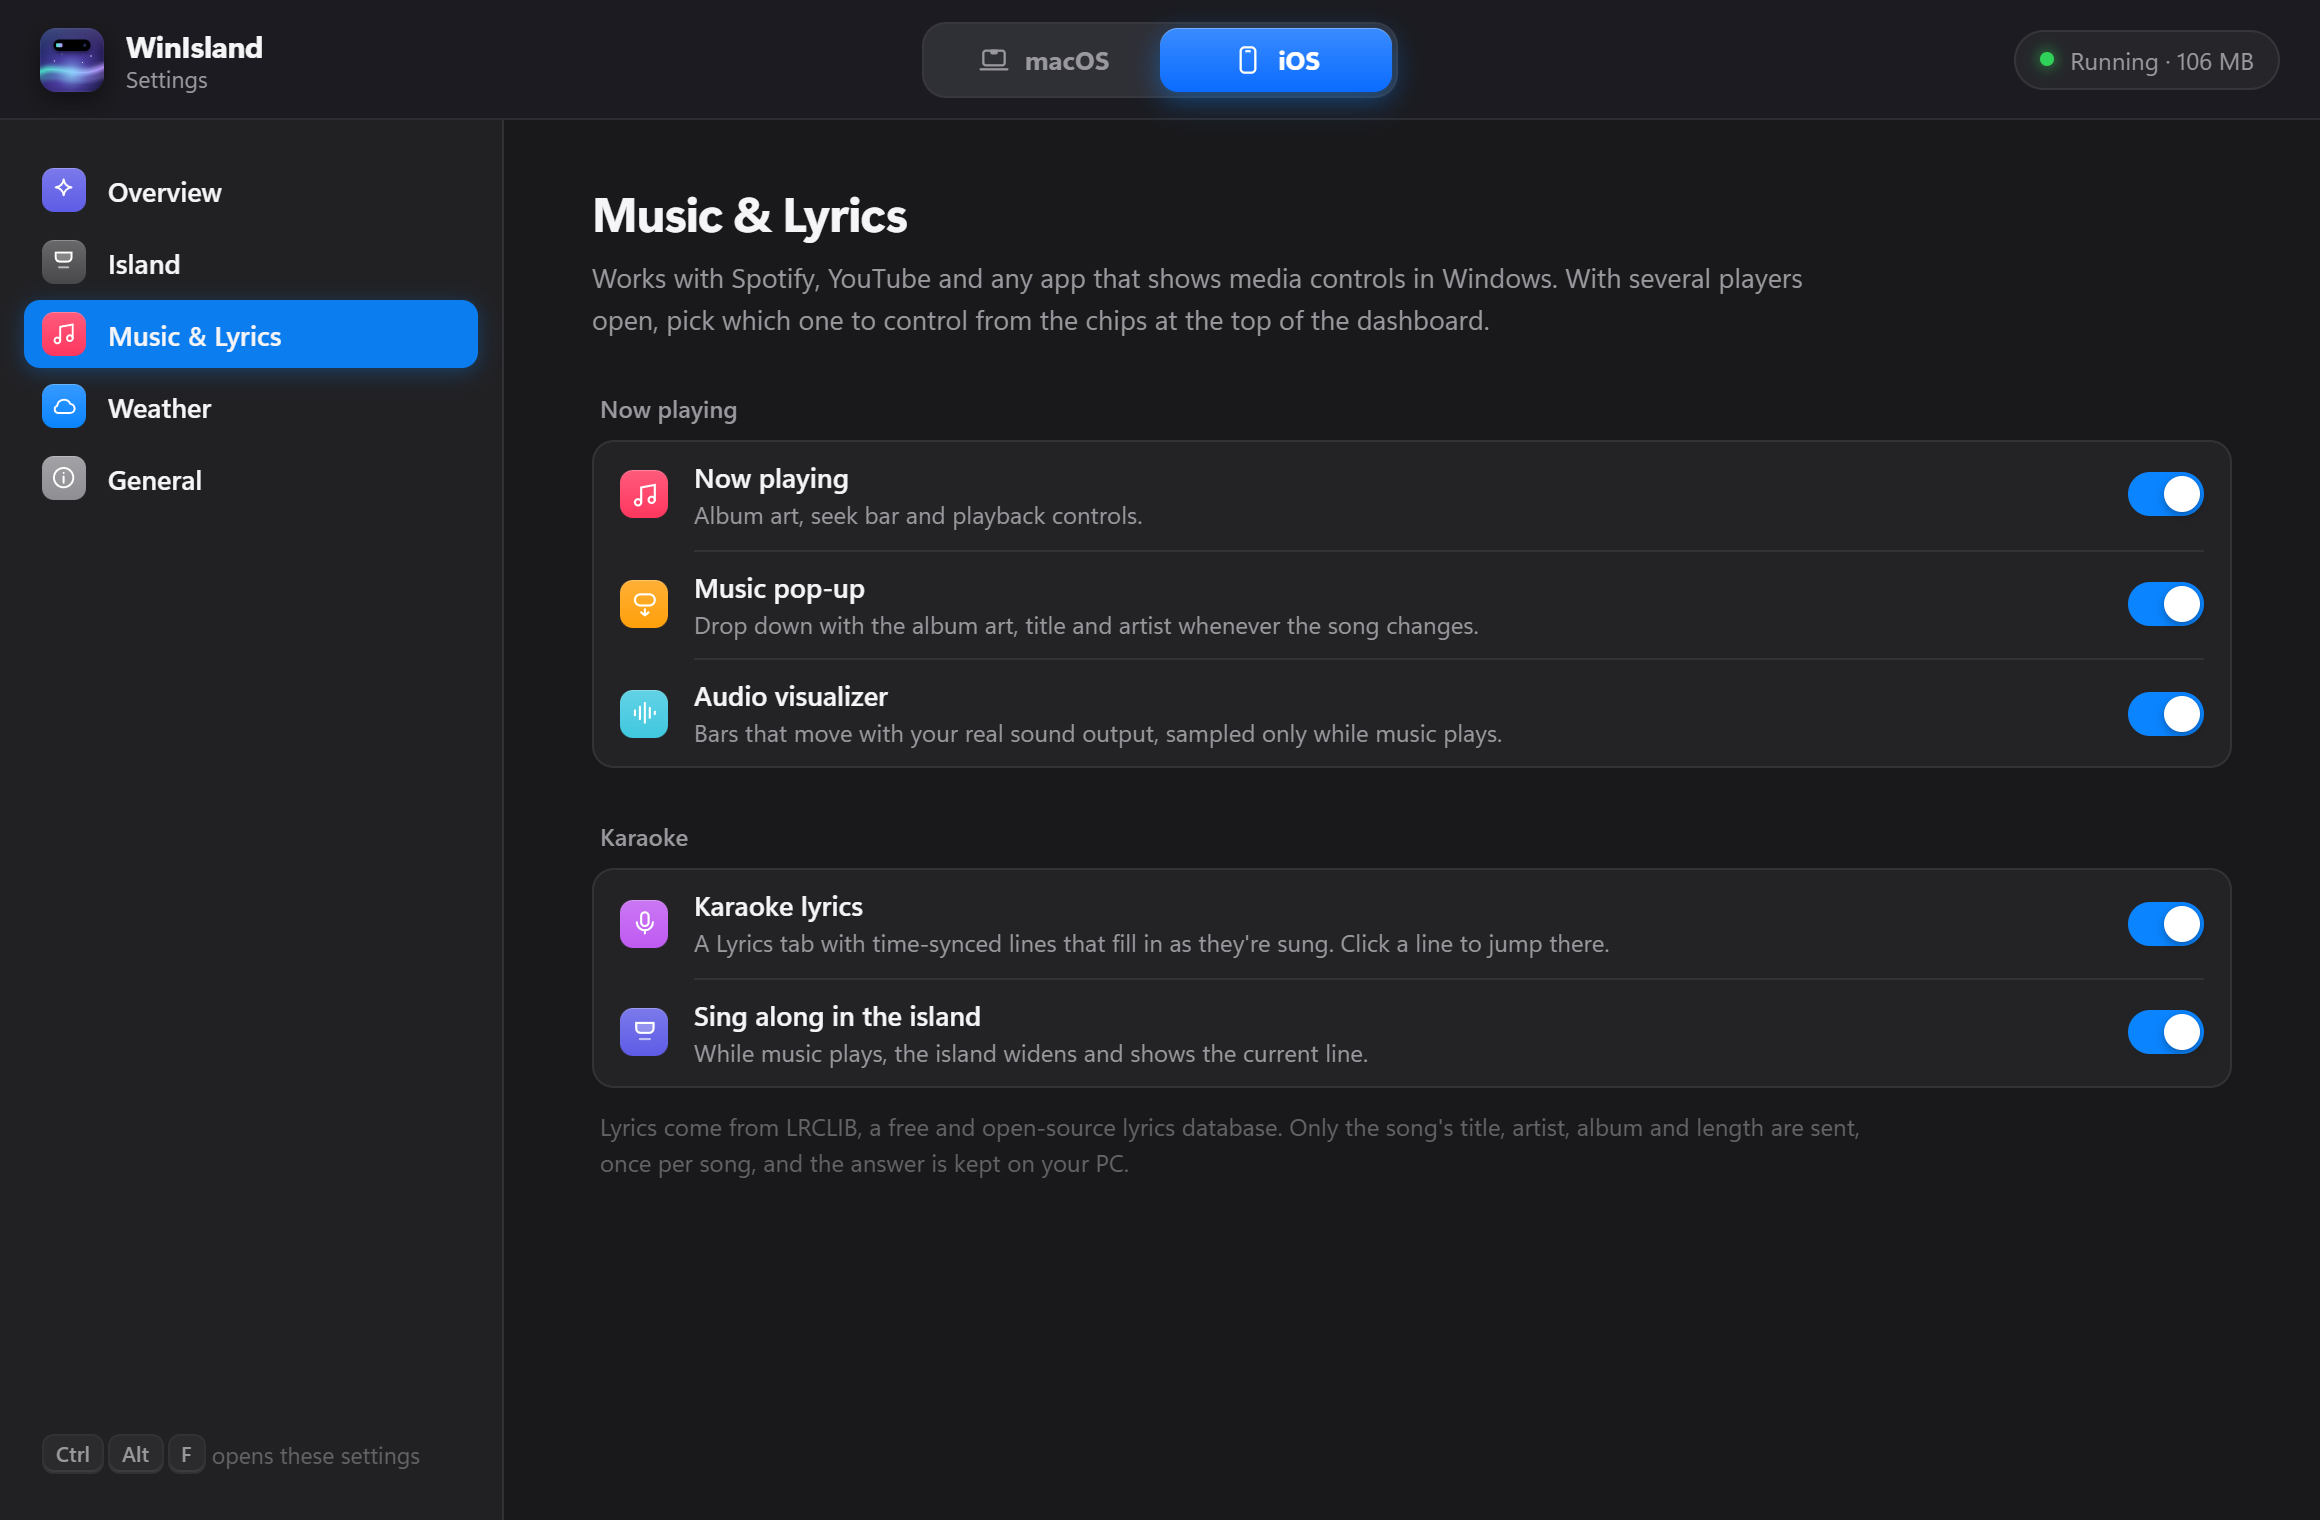 WinIsland
Settings
macOS
iOS
Running · 106 MB
Overview
Island
Music & Lyrics
Weather
General
Ctrl Alt F opens these settings
Music & Lyrics
Works with Spotify, YouTube and any app that shows media controls in Windows. With several players
open, pick which one to control from the chips at the top of the dashboard.
Now playing
Now playing
Album art, seek bar and playback controls.
Music pop-up
Drop down with the album art, title and artist whenever the song changes.
Audio visualizer
Bars that move with your real sound output, sampled only while music plays.
Karaoke
Karaoke lyrics
A Lyrics tab with time-synced lines that fill in as they're sung. Click a line to jump there.
Sing along in the island
While music plays, the island widens and shows the current line.
Lyrics come from LRCLIB, a free and open-source lyrics database. Only the song's title, artist, album and length are sent,
once per song, and the answer is kept on your PC.